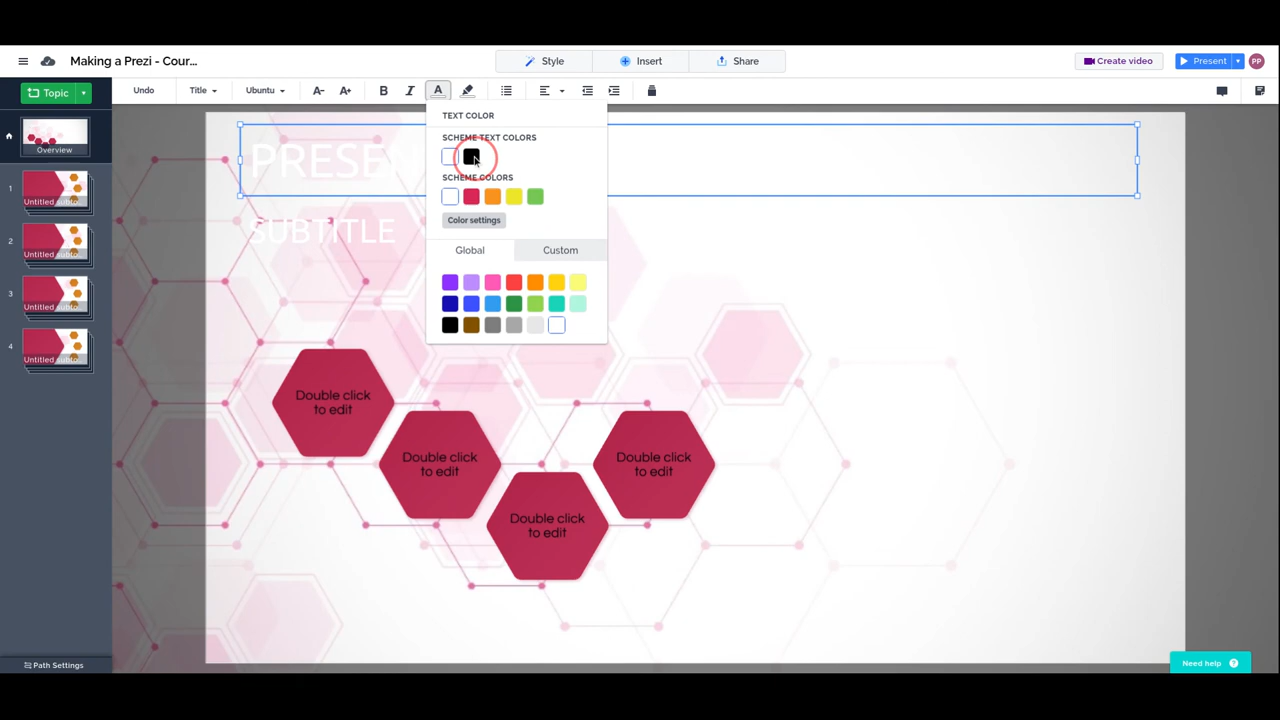 Making a Prezi - Cour...
Style
Insert
Share
Create video
Present
PP
Topic
Undo
Title
Ubuntu
A-
A+
B
I
A
TEXT COLOR
SCHEME TEXT COLORS
SCHEME COLORS
Color settings
Global
Custom
Overview
1
Untitled subto...
2
Untitled subto...
3
Untitled subto...
4
Untitled subto...
PRESEN
SUBTITLE
Double click
to edit
Double click
to edit
Double click
to edit
Double click
to edit
Path Settings
Need help ?